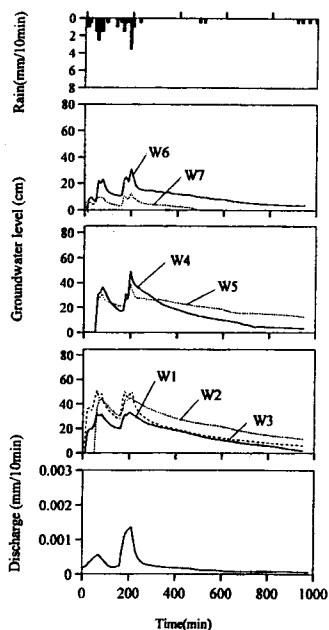 Rain(mm/10min)
0
2
4
6
8
Groundwater level (cm)
80
60
40
20
0
W6
W7
80
60
40
20
0
W4
W5
80
60
40
20
0
W1
W2
W3
Discharge (mm/10min)
0.003
0.002
0.001
0
0 200 400 600 800 1000
Time(min)